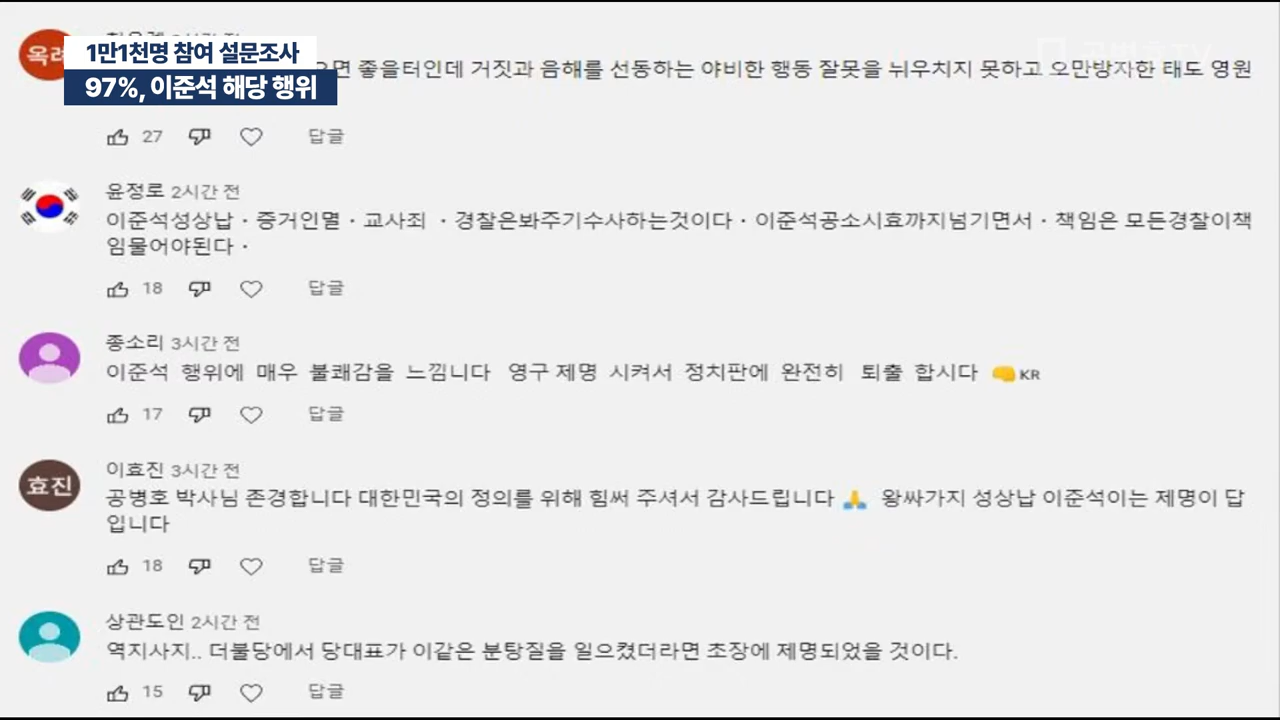 1만1천명 참여 설문조사
97%, 이준석 해당 행위
공병호TV
옥례
으면 좋을터인데 거짓과 음해를 선동하는 야비한 행동 잘못을 뉘우치지 못하고 오만방자한 태도 영원
27 답글
윤정로 2시간 전
이준석성상납・증거인멸・교사죄 ・경찰은봐주기수사하는것이다・이준석공소시효까지넘기면서・책임은 모든경찰이책
임물어야된다・
18 답글
종소리 3시간 전
이준석 행위에 매우 불쾌감을 느낍니다 영구 제명 시켜서 정치판에 완전히 퇴출 합시다 👊 KR
17 답글
효진
이효진 3시간 전
공병호 박사님 존경합니다 대한민국의 정의를 위해 힘써 주셔서 감사드립니다 🙏 왕싸가지 성상납 이준석이는 제명이 답
입니다
18 답글
상관도인 2시간 전
역지사지.. 더불당에서 당대표가 이같은 분탕질을 일으켰더라면 초장에 제명되었을 것이다.
15 답글